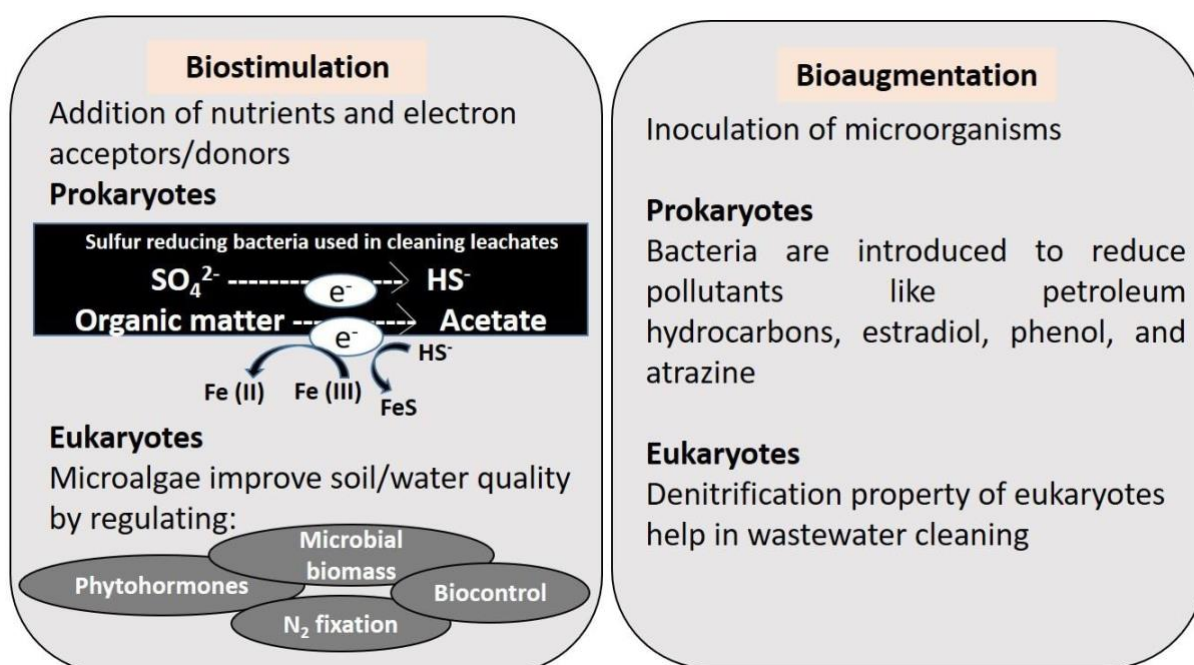 Biostimulation
Addition of nutrients and electron
acceptors/donors
Prokaryotes
Sulfur reducing bacteria used in cleaning leachates
SO₄²⁻ HS⁻
e⁻
Organic matter Acetate
e⁻
HS⁻
Fe (II) Fe (III) FeS
Eukaryotes
Microalgae improve soil/water quality
by regulating:
Microbial
biomass
Phytohormones
Biocontrol
N₂ fixation
Bioaugmentation
Inoculation of microorganisms
Prokaryotes
Bacteria are introduced to reduce
pollutants like petroleum
hydrocarbons, estradiol, phenol, and
atrazine
Eukaryotes
Denitrification property of eukaryotes
help in wastewater cleaning